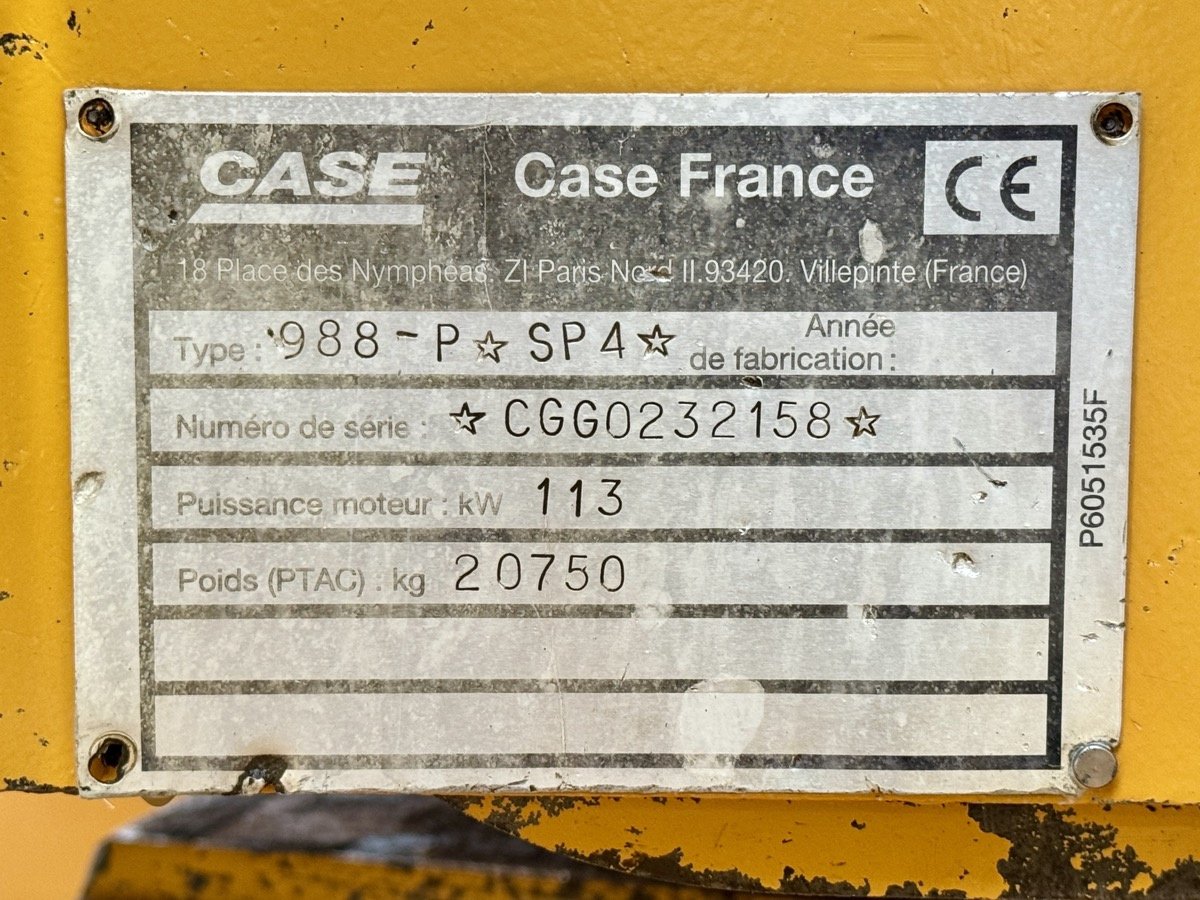 CASE Case France CE
18 Place des Nymphéas. ZI Paris Nord II.93420. Villepinte (France)
Type : 988-P☆SP4☆ Année de fabrication :
Numéro de série : ☆CGG0232158☆
Puissance moteur : kW 113
Poids (PTAC) : kg 20750
P6051535F